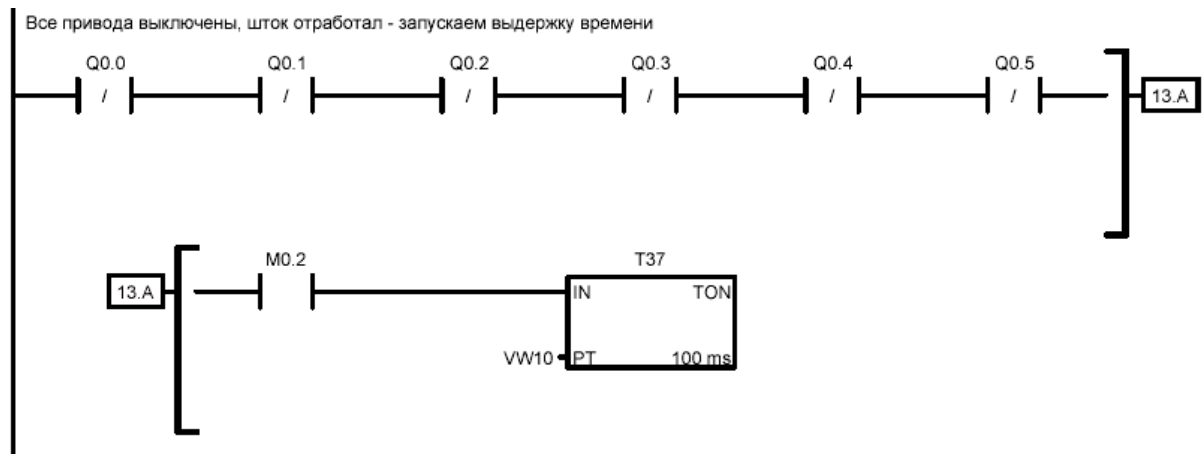 Все привода выключены, шток отработал - запускаем выдержку времени
Q0.0 Q0.1 Q0.2 Q0.3 Q0.4 Q0.5
/ / / / / / 13.A
M0.2 T37
13.A IN TON
VW10 PT 100 ms